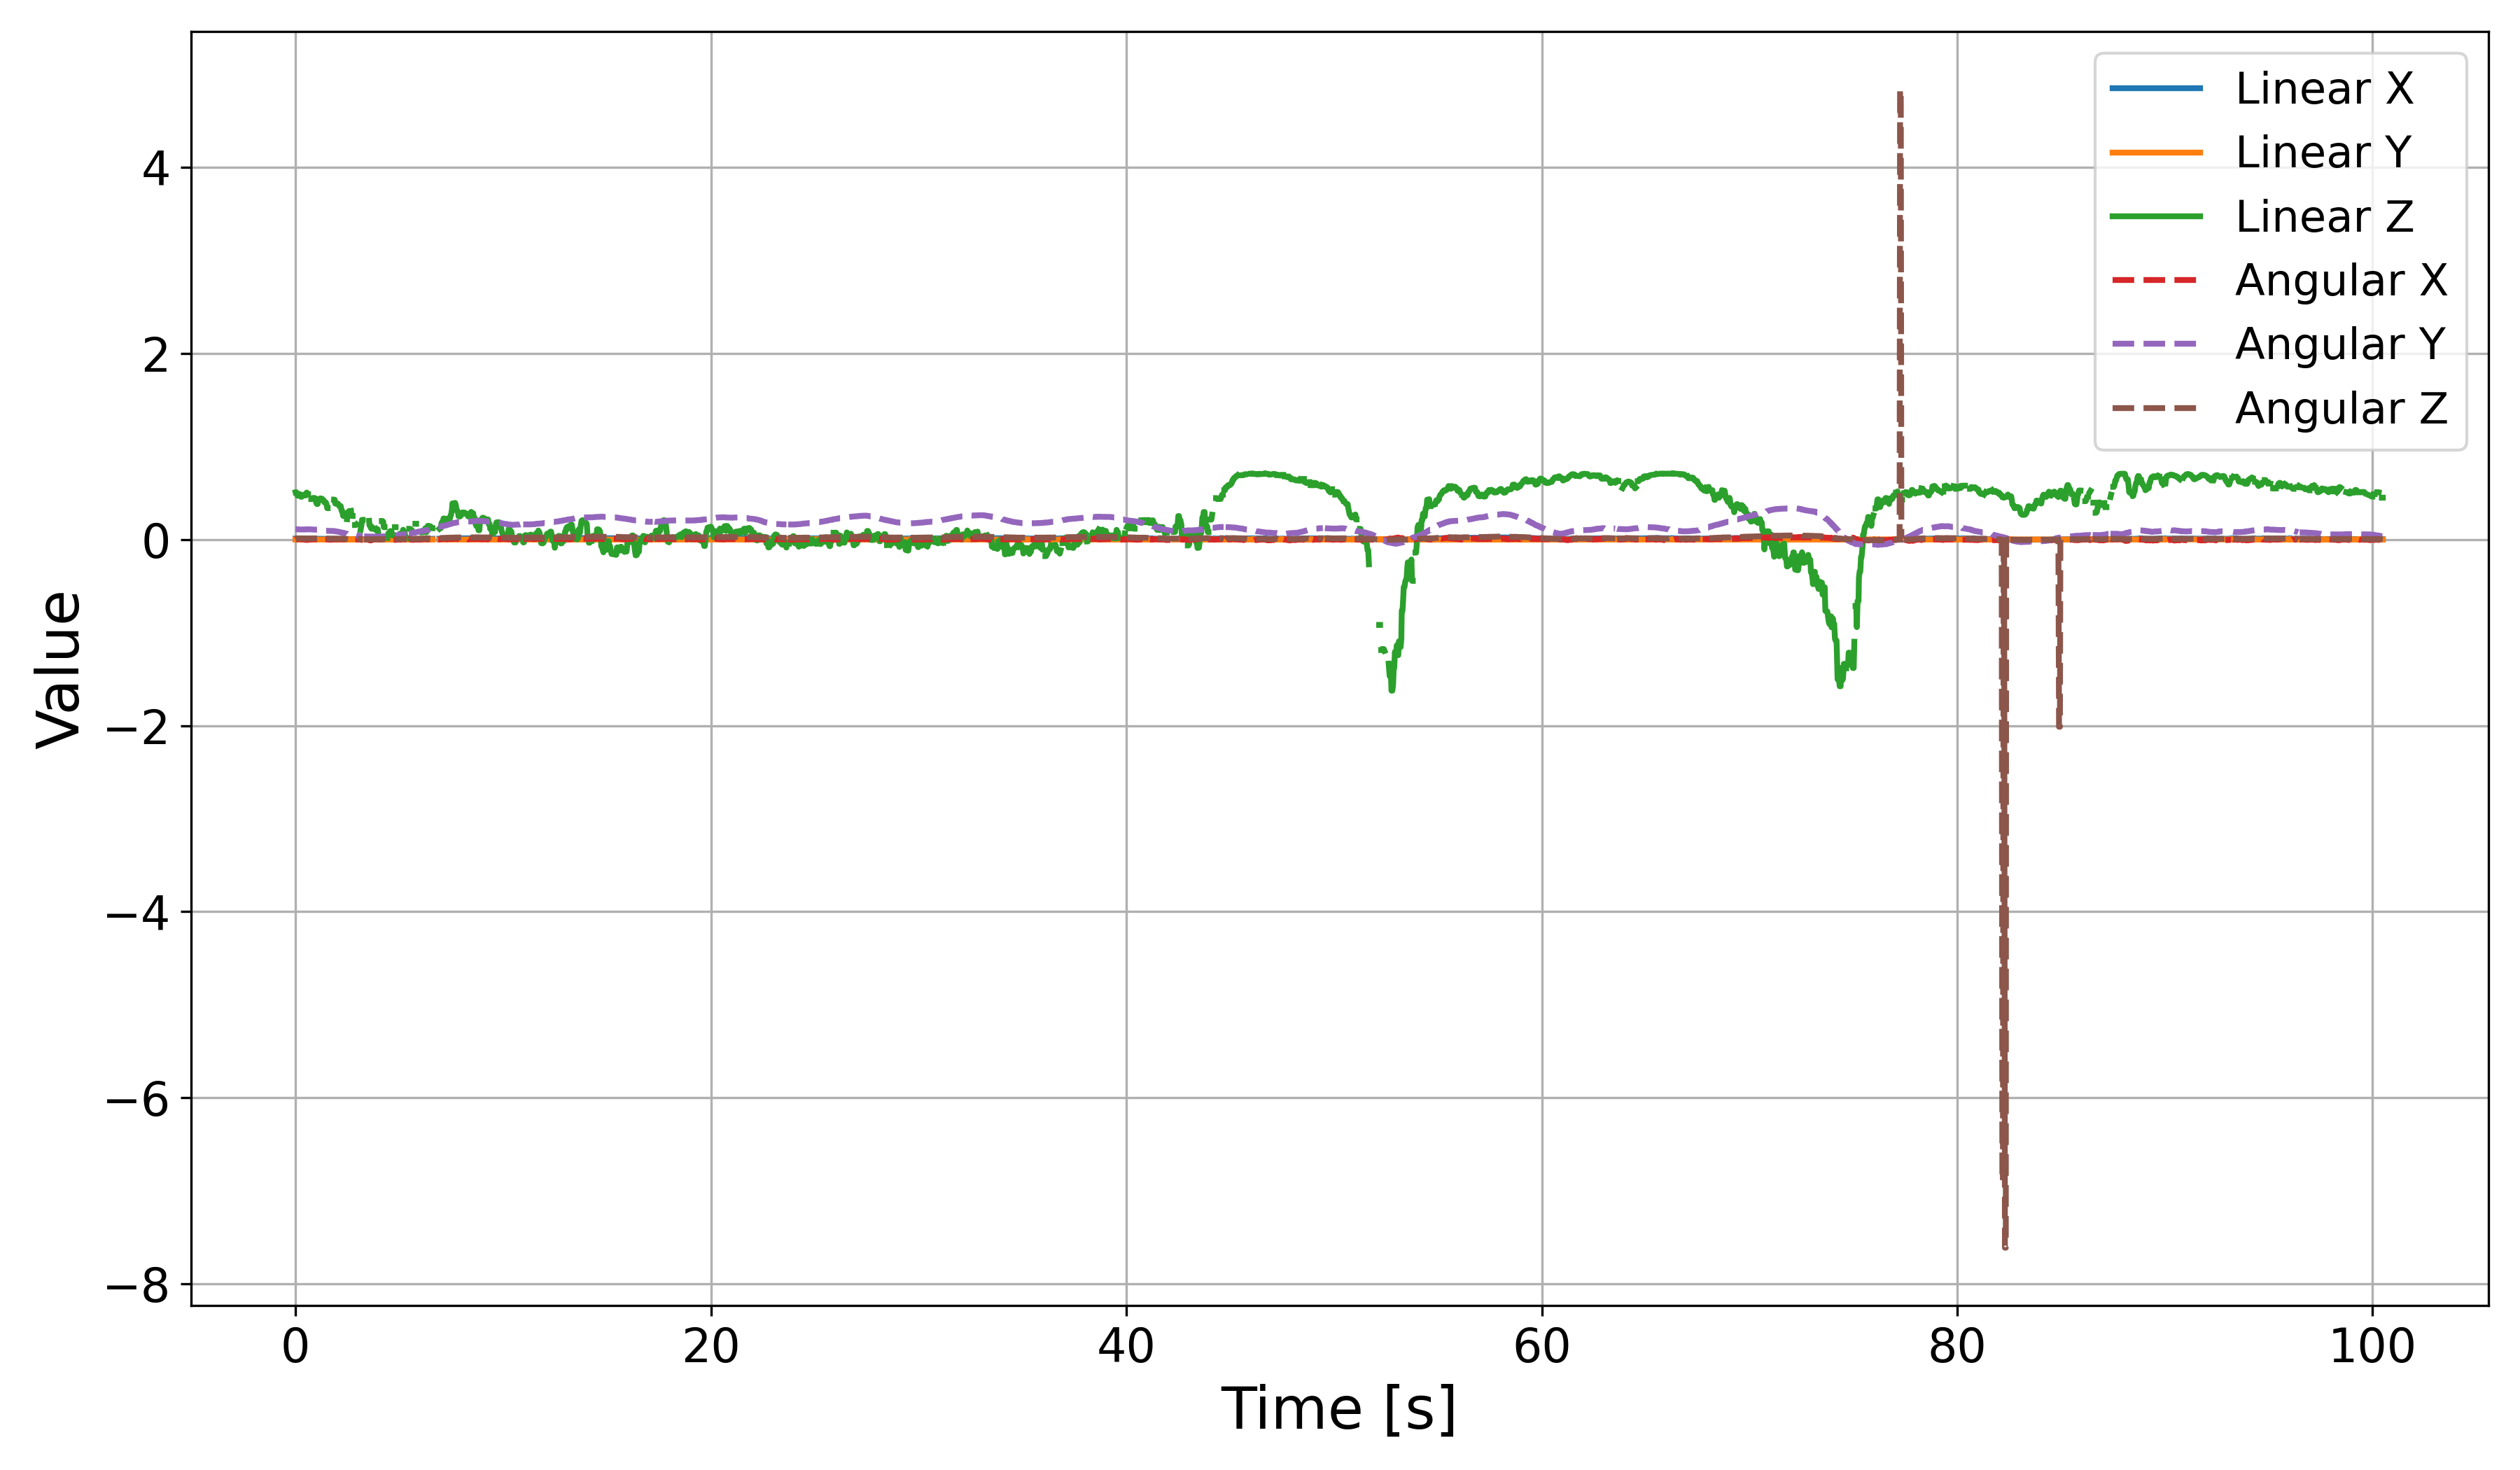 Linear X
Linear Y
Linear Z
Angular X
Angular Y
Angular Z
4
2
0
−2
−4
−6
−8
Value
0 20 40 60 80 100
Time [s]